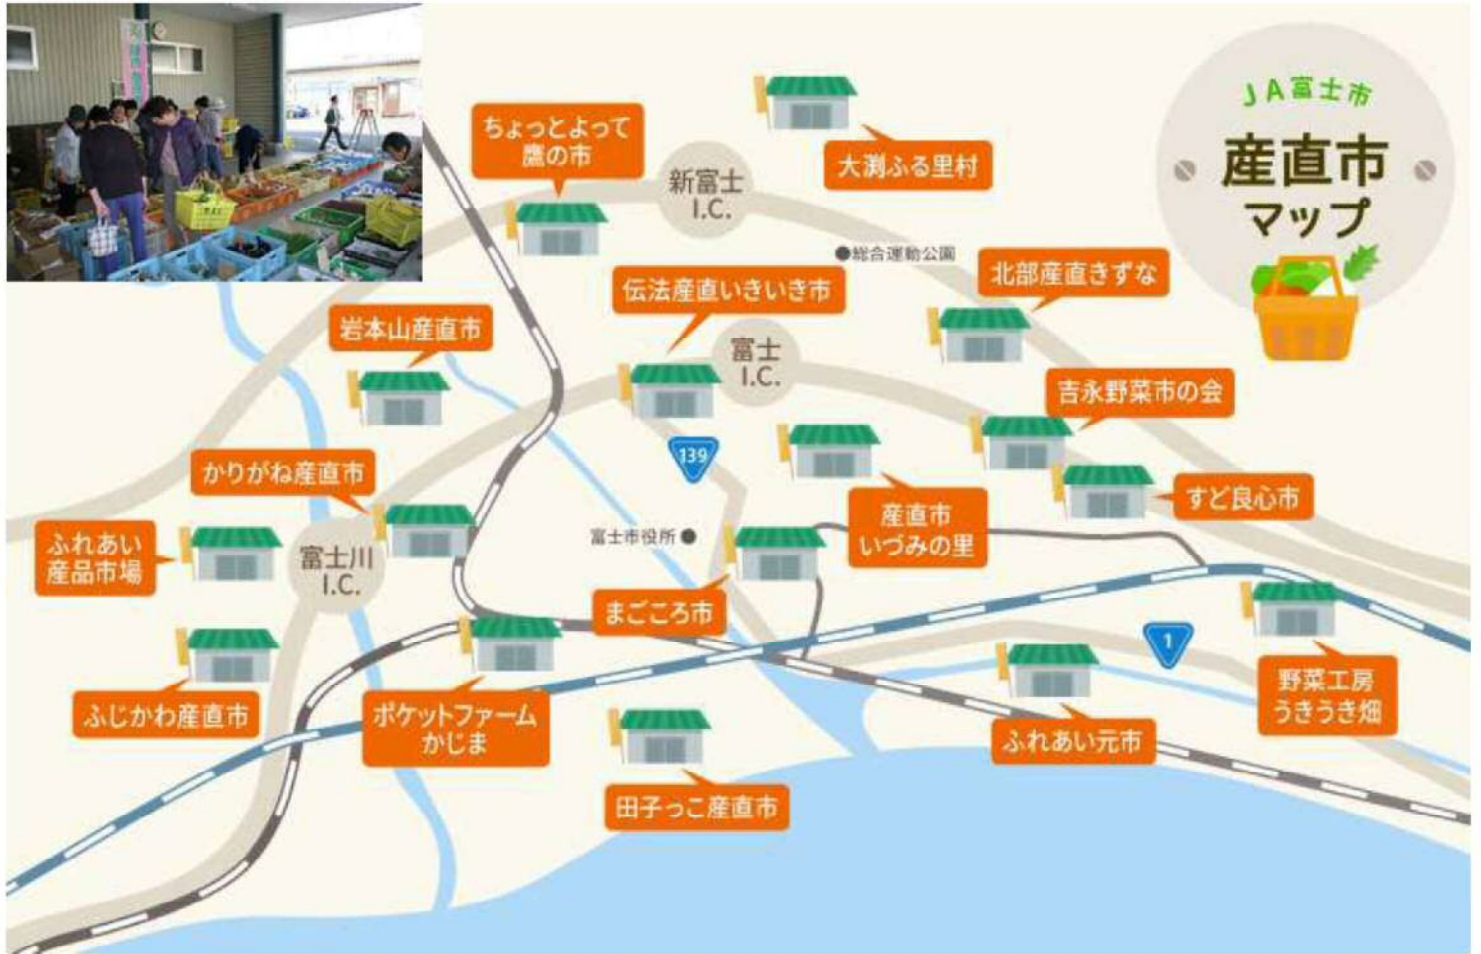 JA富士市
産直市
マップ
ちょっとよって
鷹の市
新富士
I.C.
大渕ふる里村
●総合運動公園
伝法産直いきいき市
北部産直きずな
岩本山産直市
富士
I.C.
吉永野菜市の会
139
かりがね産直市
すど良心市
産直市
いづみの里
ふれあい
産品市場
富士川
I.C.
富士市役所●
まごころ市
1
ふじかわ産直市
ポケットファーム
かじま
ふれあい元市
野菜工房
うきうき畑
田子っこ産直市